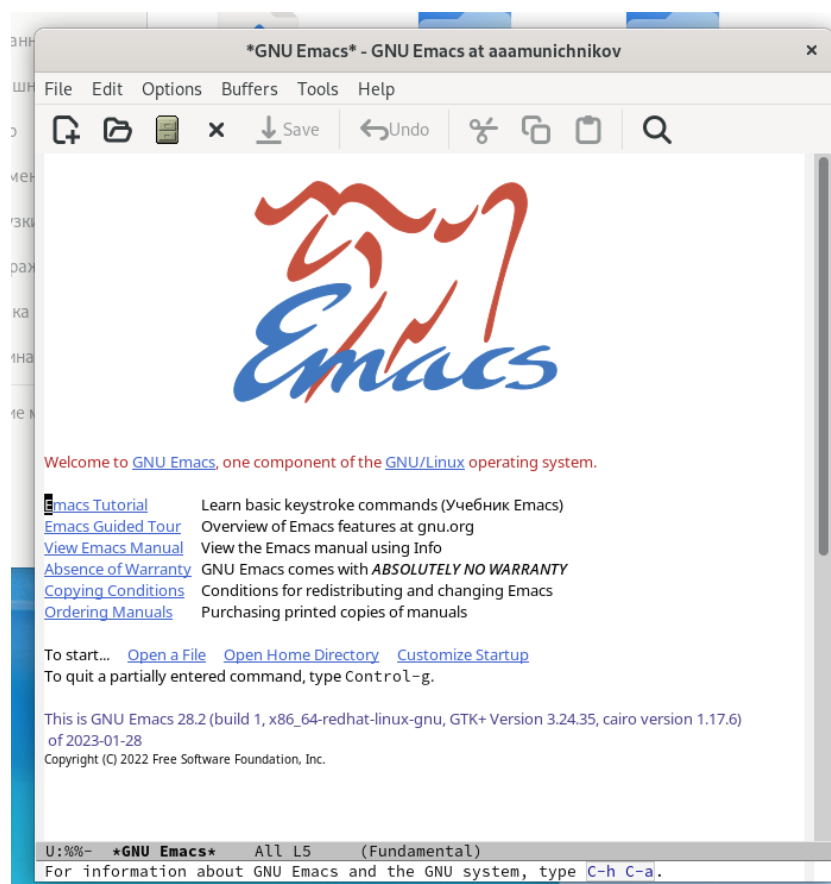 *GNU Emacs* - GNU Emacs at aaamunichnikov
File Edit Options Buffers Tools Help
Save Undo
Emacs
Welcome to GNU Emacs, one component of the GNU/Linux operating system.
Emacs Tutorial Learn basic keystroke commands (Учебник Emacs)
Emacs Guided Tour Overview of Emacs features at gnu.org
View Emacs Manual View the Emacs manual using Info
Absence of Warranty GNU Emacs comes with ABSOLUTELY NO WARRANTY
Copying Conditions Conditions for redistributing and changing Emacs
Ordering Manuals Purchasing printed copies of manuals
To start... Open a File Open Home Directory Customize Startup
To quit a partially entered command, type Control-g.
This is GNU Emacs 28.2 (build 1, x86_64-redhat-linux-gnu, GTK+ Version 3.24.35, cairo version 1.17.6)
of 2023-01-28
Copyright (C) 2022 Free Software Foundation, Inc.
U:%%- *GNU Emacs* All L5 (Fundamental)
For information about GNU Emacs and the GNU system, type C-h C-a.